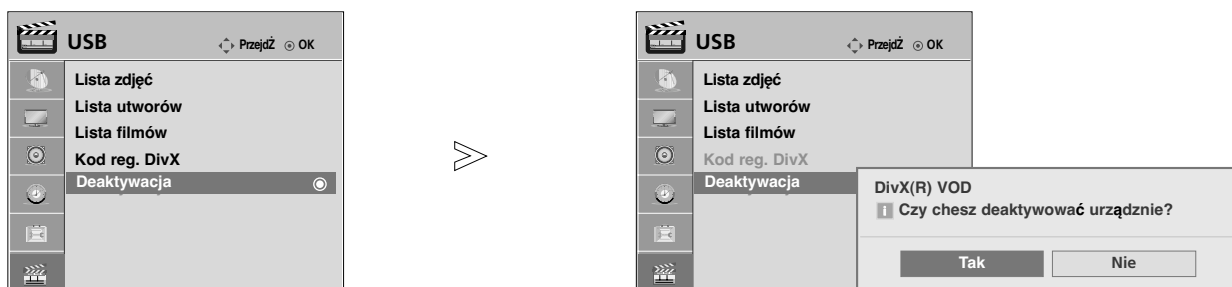 USB PrzejdŹ OK
Lista zdjęć
Lista utworów
Lista filmów
Kod reg. DivX
Deaktywacja
USB PrzejdŹ OK
Lista zdjęć
Lista utworów
Lista filmów
Kod reg. DivX
Deaktywacja
DivX(R) VOD
i Czy chesz deaktywować urządznie?
Tak Nie